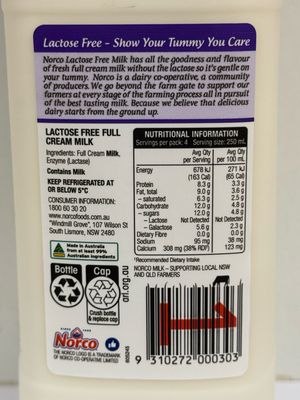 Lactose Free - Show Your Tummy You Care
Norco Lactose Free Milk has all the goodness and flavour
of fresh full cream milk without the lactose so it's gentle on
your tummy. Norco is a dairy co-operative, a community
of producers. We go beyond the farm gate to support our
farmers at every stage of the farming process all in pursuit
of the best tasting milk. Because we believe that delicious
dairy starts from the ground up.
LACTOSE FREE FULL
CREAM MILK
Ingredients: Full Cream Milk,
Enzyme (Lactase)
Contains Milk
KEEP REFRIGERATED AT
OR BELOW 5°C
CONSUMER INFORMATION:
1800 60 30 20
www.norcofoods.com.au
"Windmill Grove", 107 Wilson St
South Lismore, NSW 2480
Made in Australia
from at least 99%
Australian ingredients
Bottle
Cap
Crush bottle
& replace cap
arl.org.au
Norco
THE NORCO LOGO IS A TRADEMARK
OF NORCO CO-OPERATIVE LIMITED
NUTRITIONAL INFORMATION
Servings per pack: 4 Serving size: 250 mL
Avg Qty Avg Qty
per Serving per 100 mL
Energy 678 kJ 271 kJ
(163 Cal) (65 Cal)
Protein 8.3 g 3.3 g
Fat, total 9.0 g 3.6 g
- saturated 6.3 g 2.5 g
Carbohydrate 12.0 g 4.8 g
- sugars 12.0 g 4.8 g
- Lactose Not Detected Not Detected
- Galactose 5.6 g 2.3 g
Dietary Fibre 0.0 g 0.0 g
Sodium 95 mg 38 mg
Calcium 308 mg (38% RDI*) 123 mg
*Recommended Dietary Intake
NORCO MILK – SUPPORTING LOCAL NSW
AND QLD FARMERS
9 310272 000303